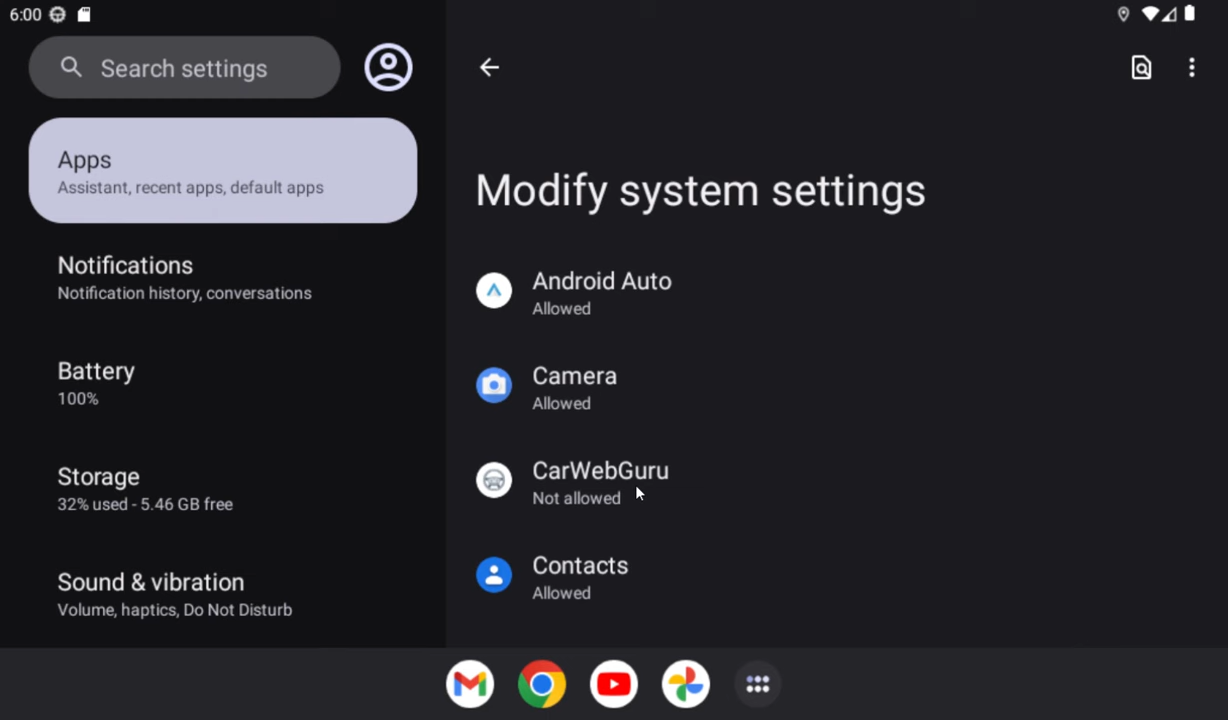 6:00
Search settings
Apps
Assistant, recent apps, default apps
Notifications
Notification history, conversations
Battery
100%
Storage
32% used - 5.46 GB free
Sound & vibration
Volume, haptics, Do Not Disturb
Modify system settings
Android Auto
Allowed
Camera
Allowed
CarWebGuru
Not allowed
Contacts
Allowed